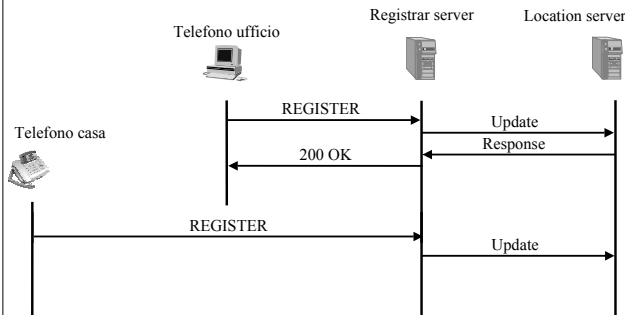 Registrar server
Location server
Telefono ufficio
REGISTER
Update
Response
200 OK
Telefono casa
REGISTER
Update